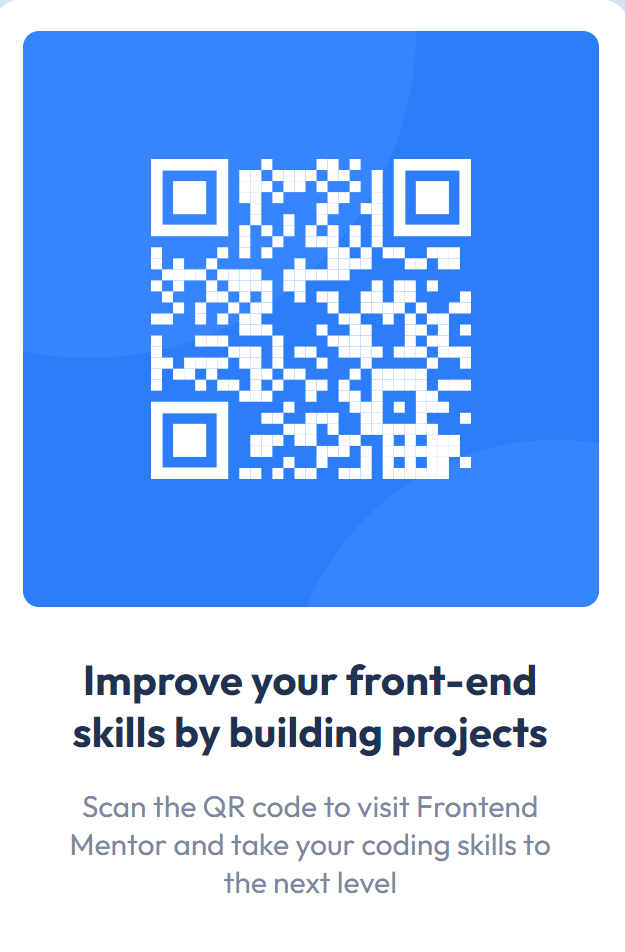 Improve your front-end
skills by building projects
Scan the QR code to visit Frontend
Mentor and take your coding skills to
the next level